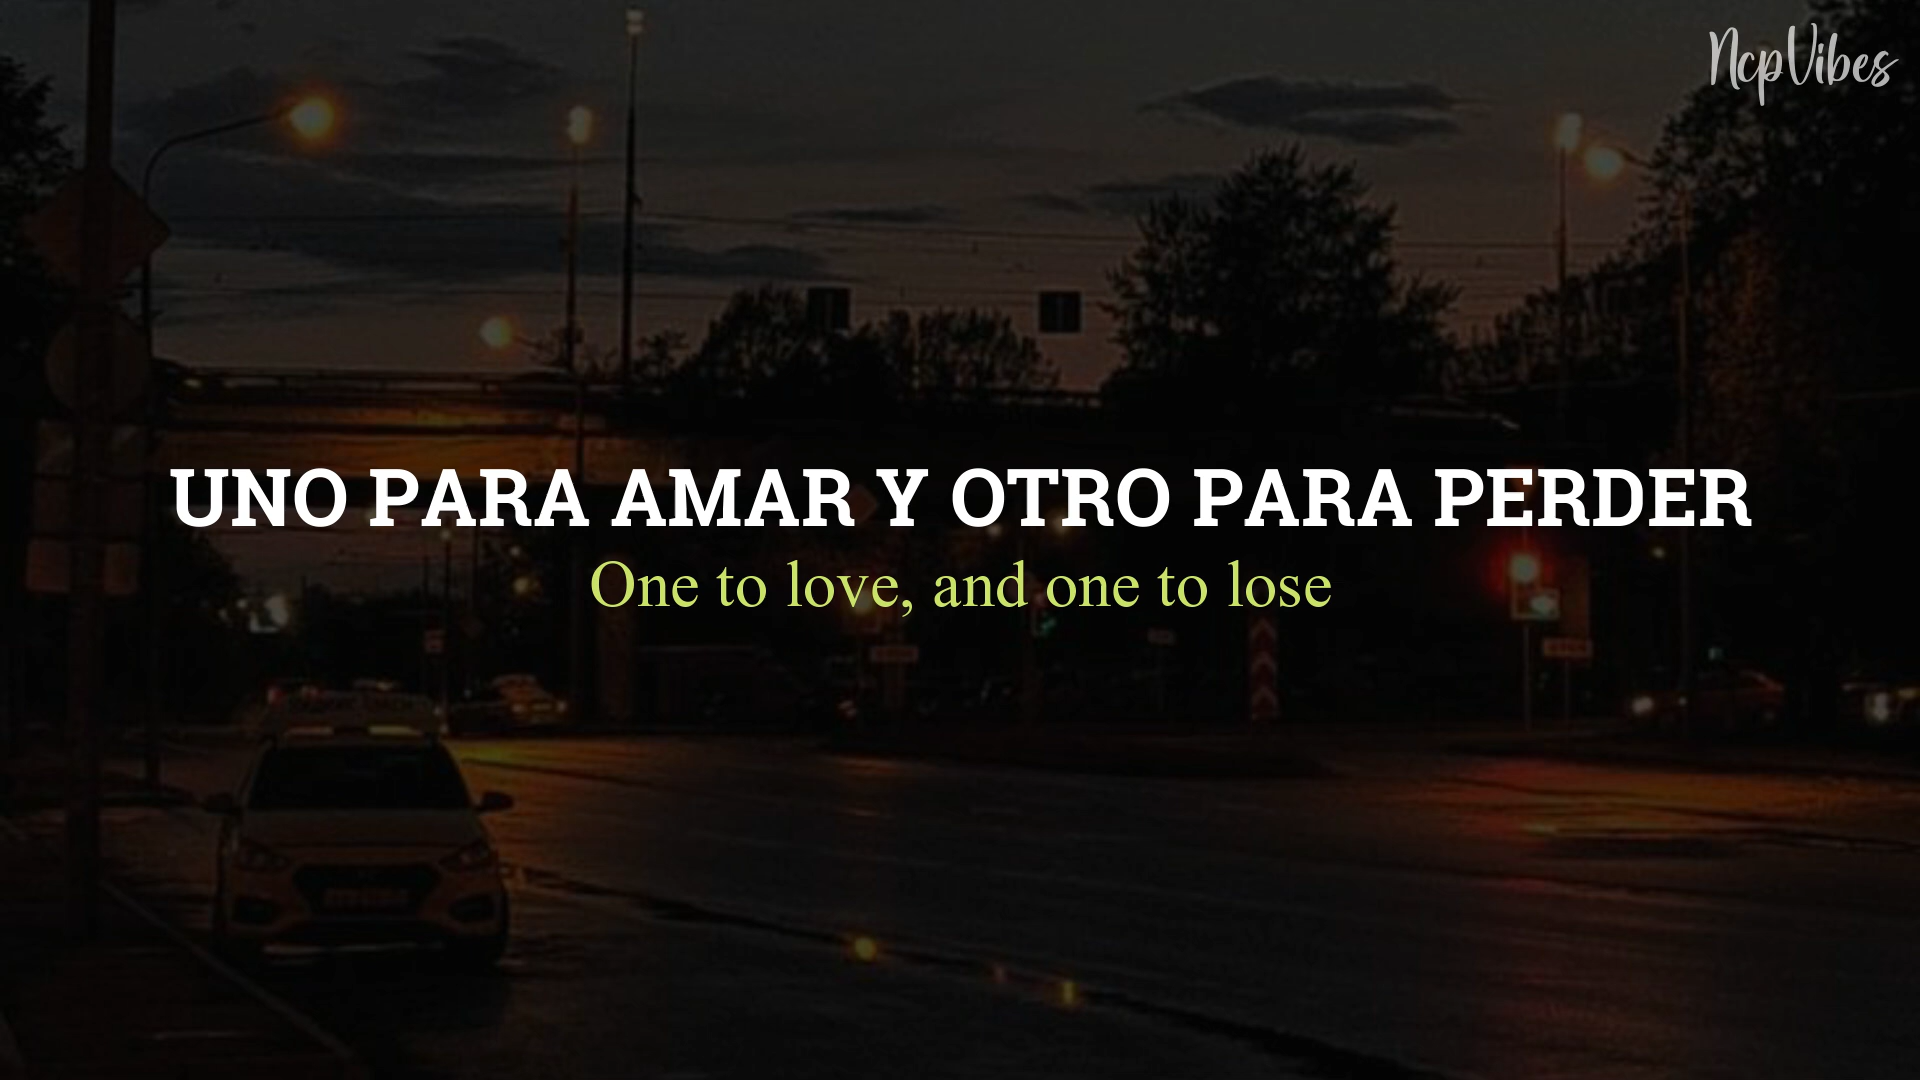 NcpVibes
UNO PARA AMAR Y OTRO PARA PERDER
One to love, and one to lose